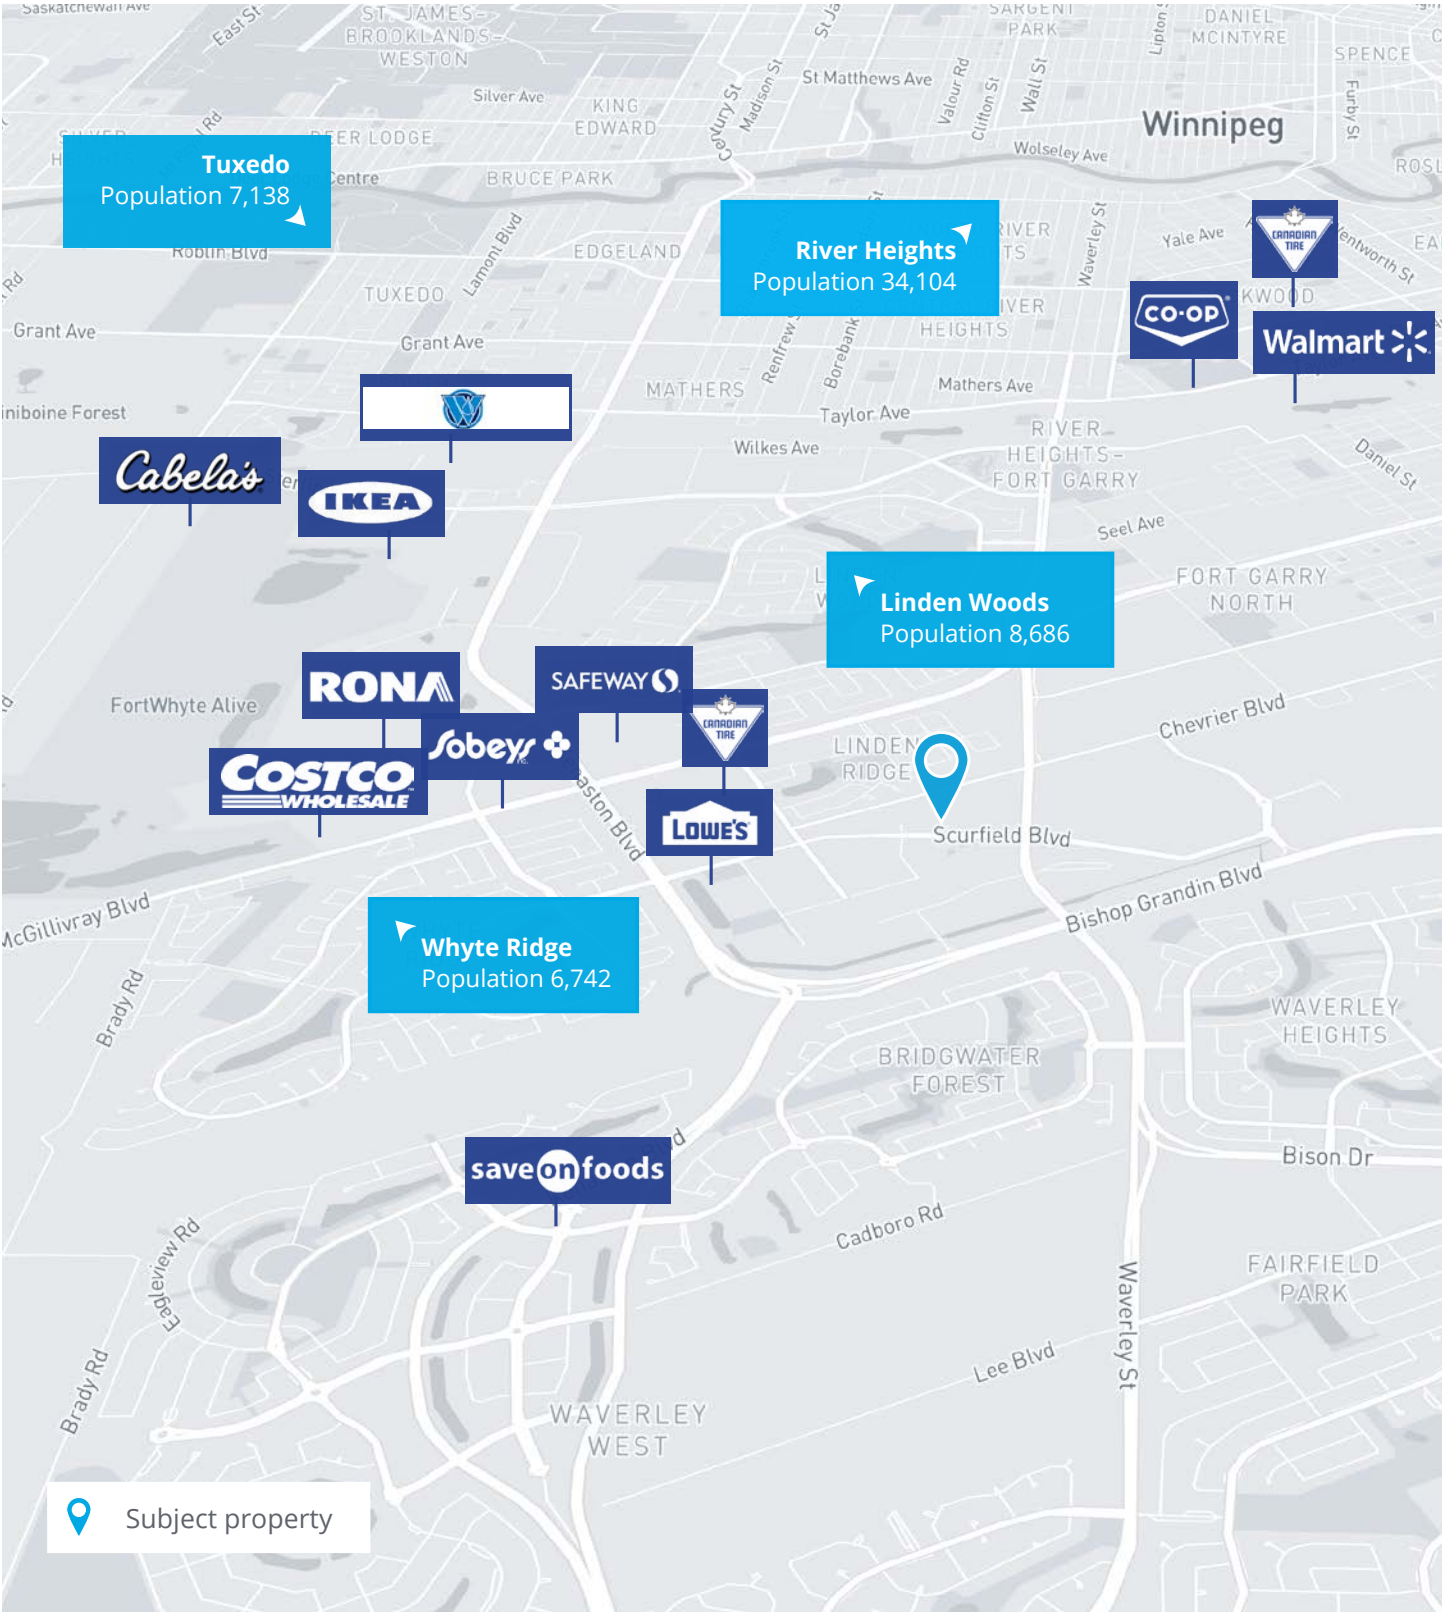 Saskatchewan Ave
East St
ST. JAMES-
BROOKLANDS-
WESTON
SARGENT
PARK
DANIEL
MCINTYRE
SPENCE
Lipton
St Matthews Ave
Silver Ave
KING
EDWARD
Century St
Madison St
Valour Rd
Clifton St
Wall St
Furby St
Winnipeg
Wolseley Ave
BRUCE PARK
Centre
Tuxedo
Population 7,138
Roblin Blvd
Lamont Blvd
EDGELAND
TUXEDO
River Heights
Population 34,104
HEIGHTS
Waverley St
Yale Ave
Wentworth St
CANADIAN
TIRE
CO-OP
Walmart
Grant Ave
Grant Ave
MATHERS
Renfrew
Borebank
Mathers Ave
Taylor Ave
Wilkes Ave
RIVER
HEIGHTS-
FORT GARRY
Daniel St
Seel Ave
W
Cabela's
IKEA
Linden Woods
Population 8,686
FORT GARRY
NORTH
FortWhyte Alive
RONA
SAFEWAY
Sobeys
inc.
CANADIAN
TIRE
COSTCO
WHOLESALE
LOWE'S
LINDEN
RIDGE
Chevrier Blvd
Scurfield Blvd
Bishop Grandin Blvd
McGillivray Blvd
Brady Rd
Whyte Ridge
Population 6,742
WAVERLEY
HEIGHTS
BRIDGWATER
FOREST
save on foods
Bison Dr
Cadboro Rd
Eagleview Rd
FAIRFIELD
PARK
Waverley St
Lee Blvd
Brady Rd
WAVERLEY
WEST
Subject property